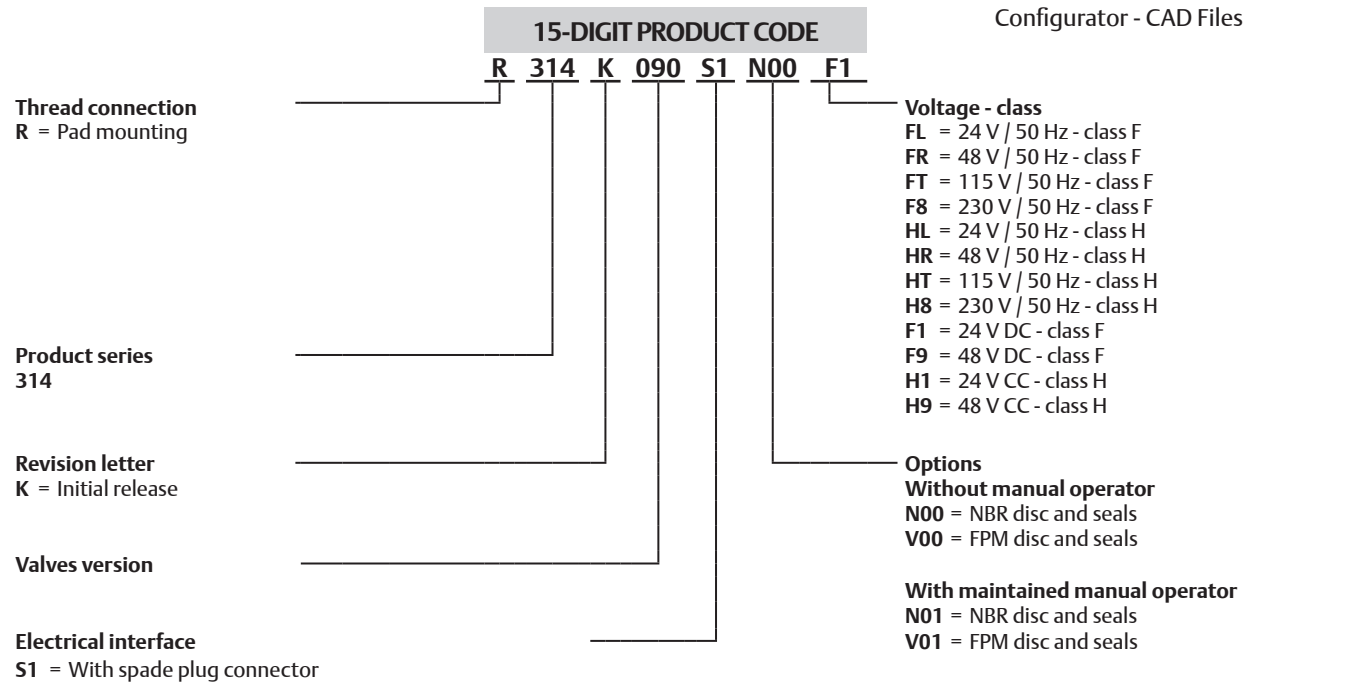 Configurator - CAD Files
15-DIGIT PRODUCT CODE
R 314 K 090 S1 N00 F1
Thread connection
R = Pad mounting
Product series
314
Revision letter
K = Initial release
Valves version
Electrical interface
S1 = With spade plug connector
Voltage - class
FL = 24 V / 50 Hz - class F
FR = 48 V / 50 Hz - class F
FT = 115 V / 50 Hz - class F
F8 = 230 V / 50 Hz - class F
HL = 24 V / 50 Hz - class H
HR = 48 V / 50 Hz - class H
HT = 115 V / 50 Hz - class H
H8 = 230 V / 50 Hz - class H
F1 = 24 V DC - class F
F9 = 48 V DC - class F
H1 = 24 V CC - class H
H9 = 48 V CC - class H
Options
Without manual operator
N00 = NBR disc and seals
V00 = FPM disc and seals
With maintained manual operator
N01 = NBR disc and seals
V01 = FPM disc and seals